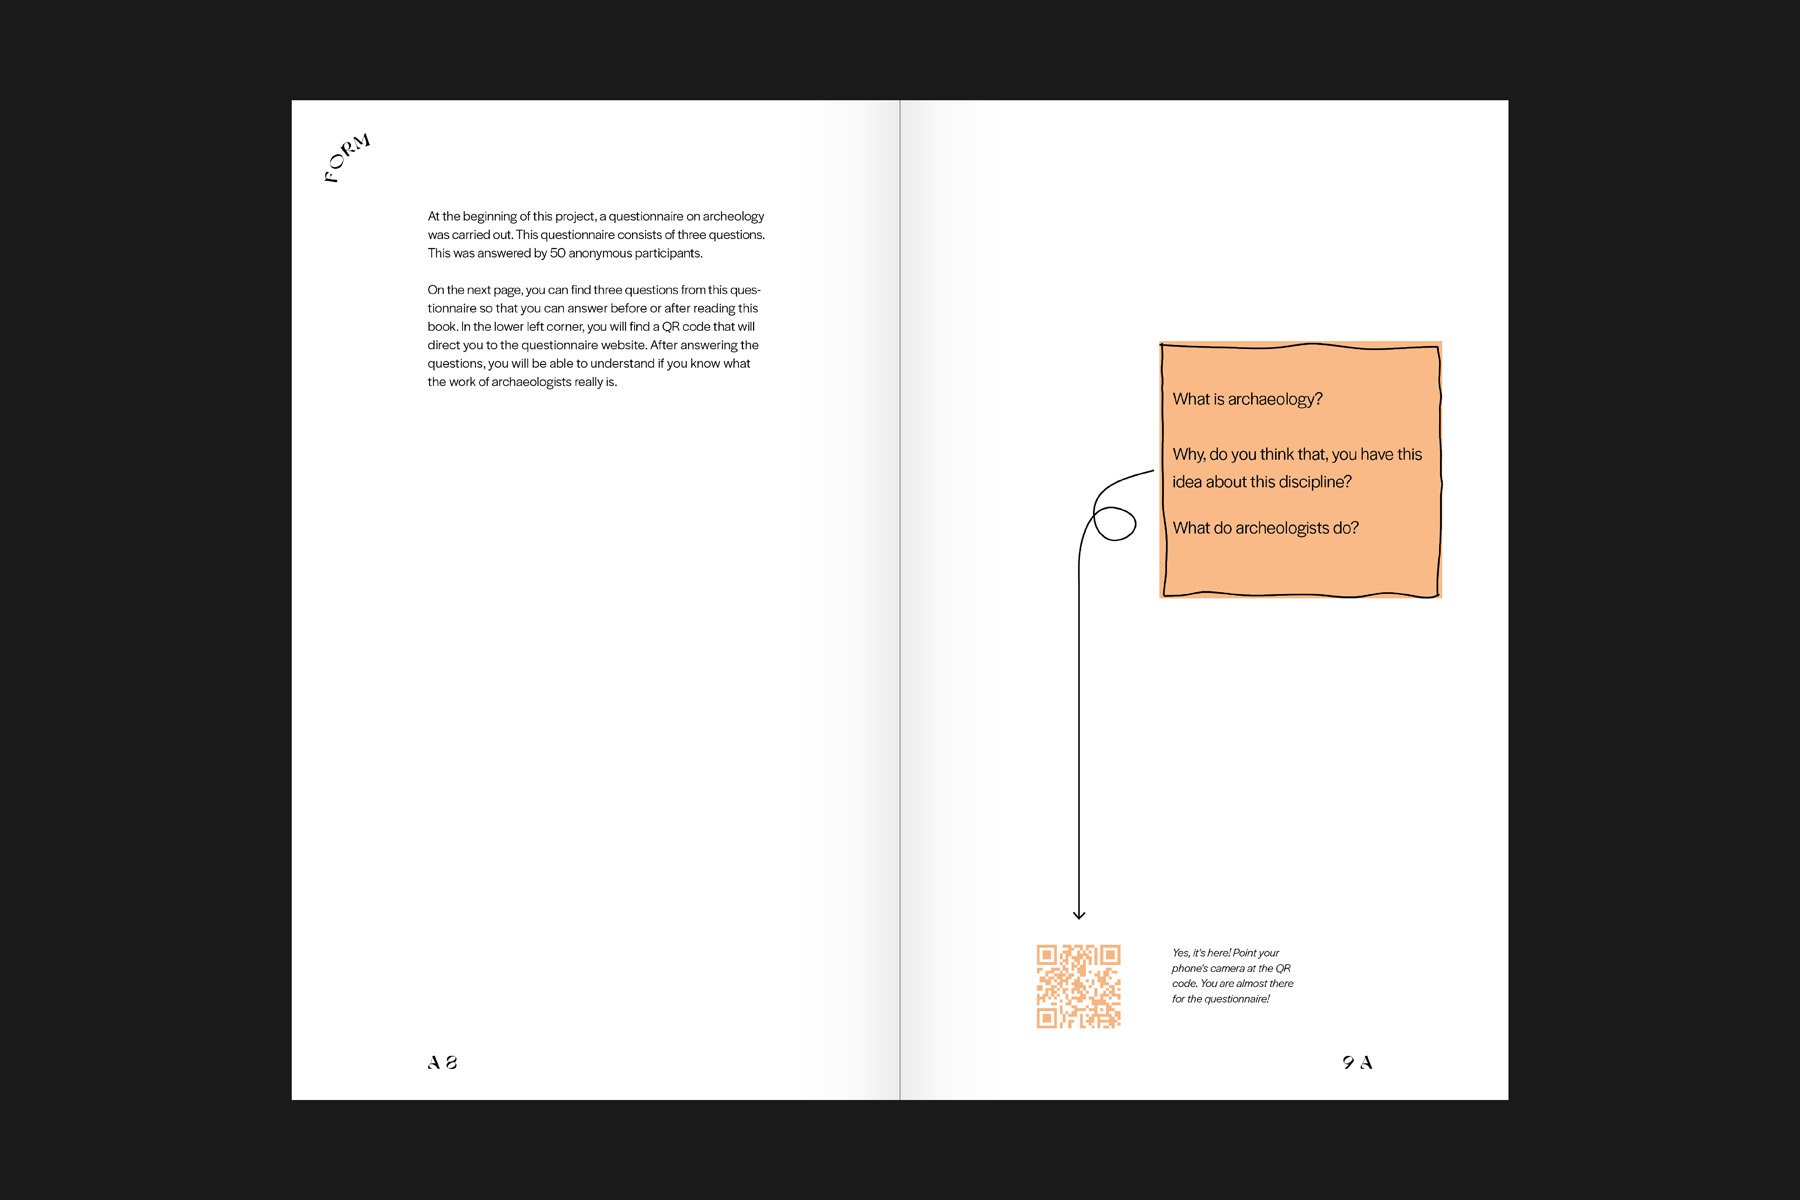 FORM
At the beginning of this project, a questionnaire on archeology
was carried out. This questionnaire consists of three questions.
This was answered by 50 anonymous participants.
On the next page, you can find three questions from this ques-
tionnaire so that you can answer before or after reading this
book. In the lower left corner, you will find a QR code that will
direct you to the questionnaire website. After answering the
questions, you will be able to understand if you know what
the work of archaeologists really is.
A 8
What is archaeology?
Why, do you think that, you have this
idea about this discipline?
What do archeologists do?
Yes, it's here! Point your
phone's camera at the QR
code. You are almost there
for the questionnaire!
9 A